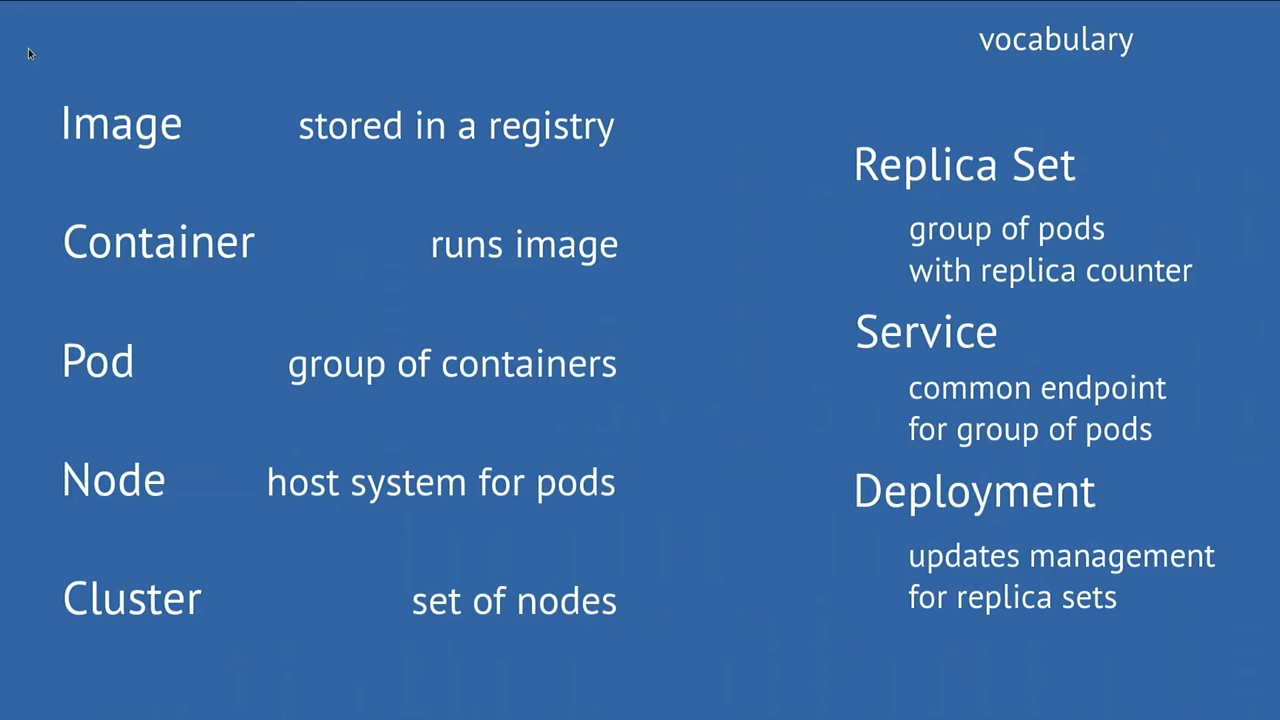 vocabulary
Image stored in a registry
Container runs image
Pod group of containers
Node host system for pods
Cluster set of nodes
Replica Set
group of pods
with replica counter
Service
common endpoint
for group of pods
Deployment
updates management
for replica sets